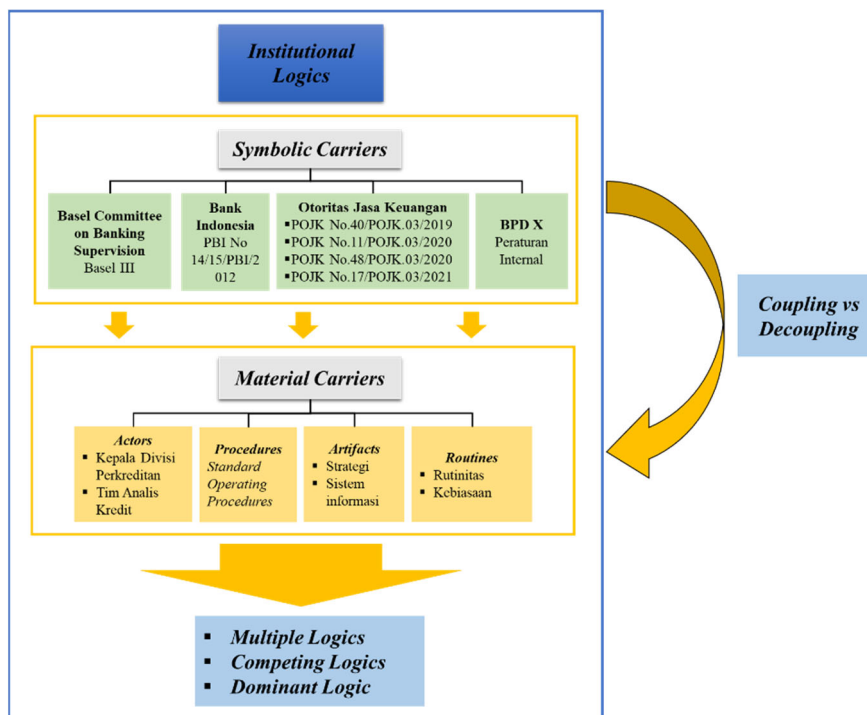 Institutional
Logics
Symbolic Carriers
Basel Committee
on Banking
Supervision
Basel III
Bank
Indonesia
PBI No
14/15/PBI/2
012
Otoritas Jasa Keuangan
▪POJK No.40/POJK.03/2019
▪POJK No.11/POJK.03/2020
▪POJK No.48/POJK.03/2020
▪POJK No.17/POJK.03/2021
BPD X
Peraturan
Internal
Coupling vs
Decoupling
Material Carriers
Actors
▪ Kepala Divisi
Perkreditan
▪ Tim Analis
Kredit
Procedures
Standard
Operating
Procedures
Artifacts
▪ Strategi
▪ Sistem
informasi
Routines
▪ Rutinitas
▪ Kebiasaan
▪ Multiple Logics
▪ Competing Logics
▪ Dominant Logic